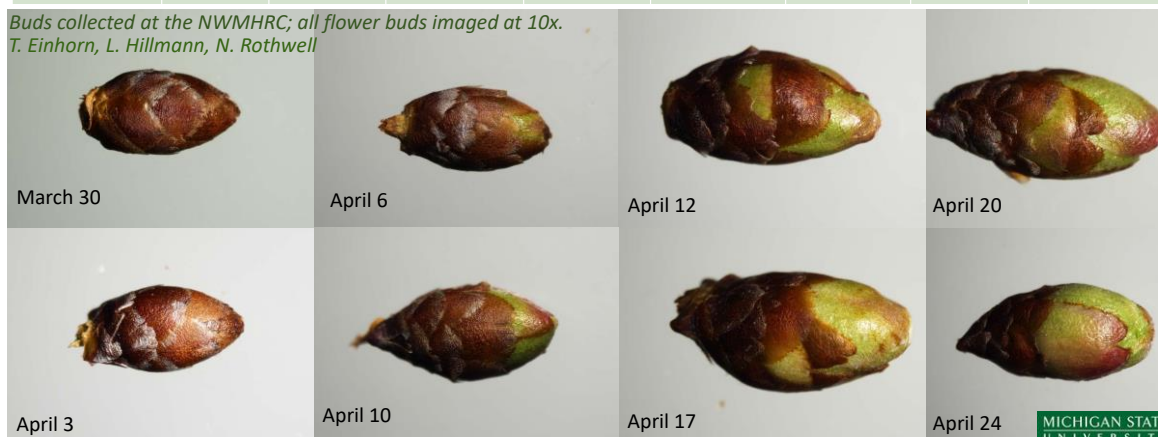 Buds collected at the NWMHRC; all flower buds imaged at 10x.
T. Einhorn, L. Hillmann, N. Rothwell
March 30
April 6
April 12
April 20
April 3
April 10
April 17
April 24
MICHIGAN STAT